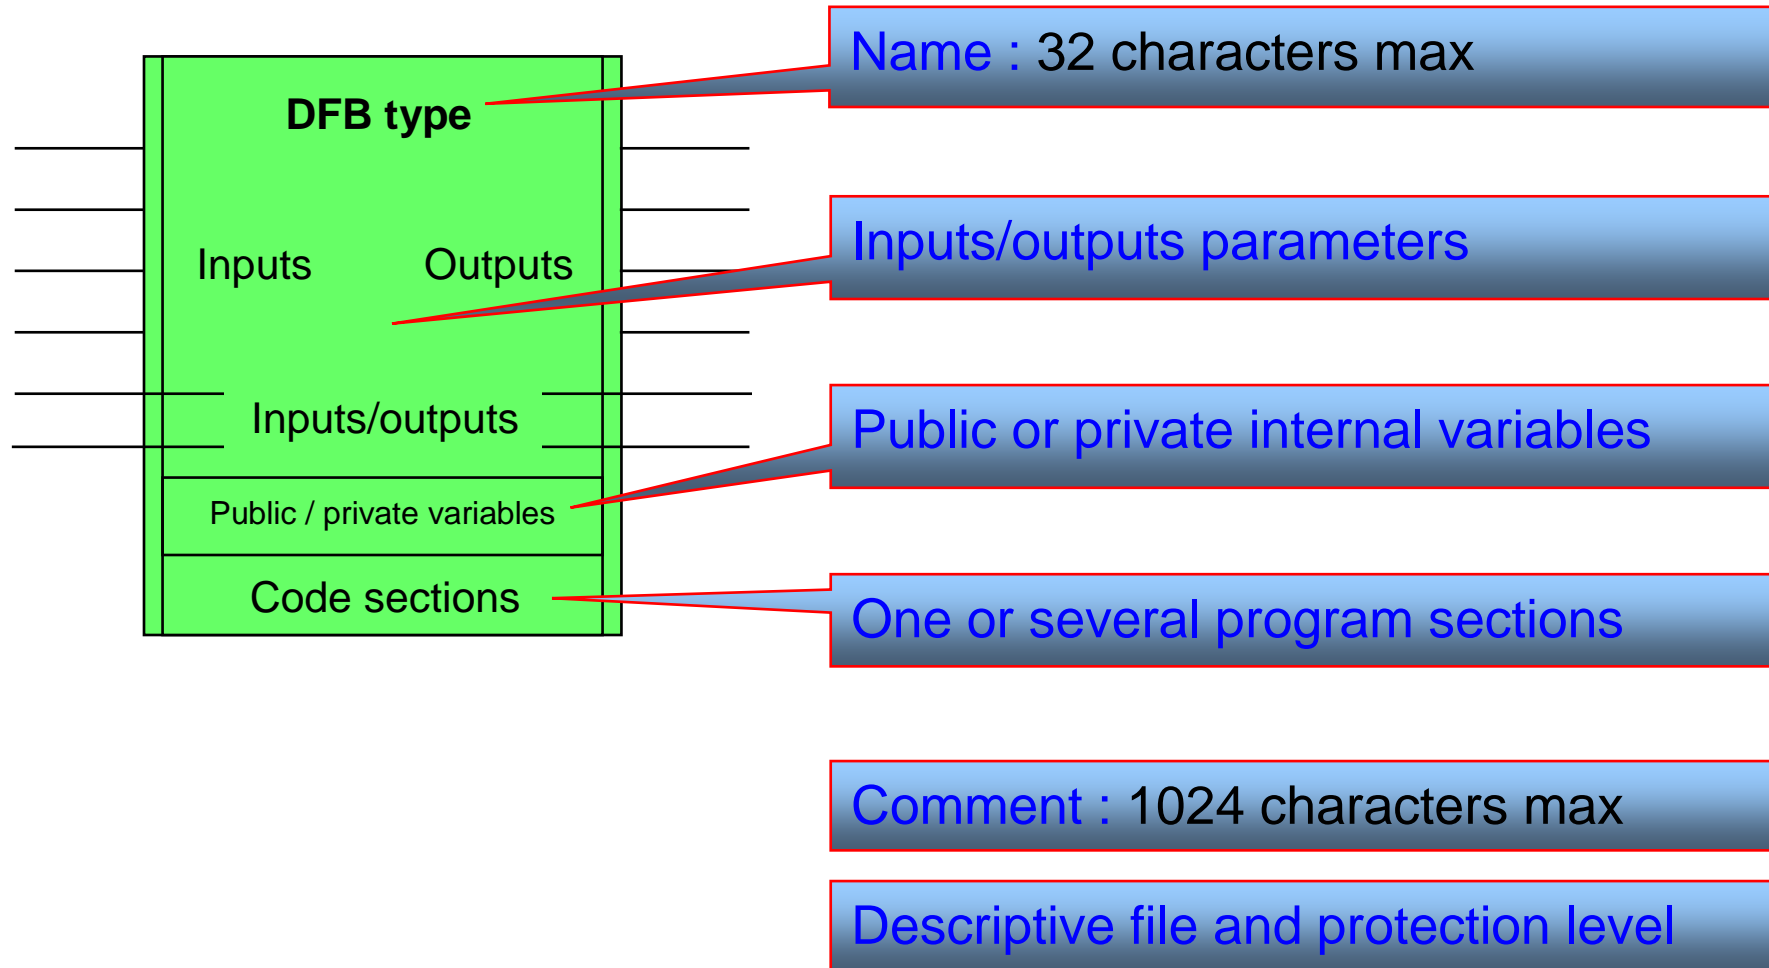 Name : 32 characters max
DFB type
Inputs/outputs parameters
Inputs Outputs
Inputs/outputs
Public or private internal variables
Public / private variables
Code sections
One or several program sections
Comment : 1024 characters max
Descriptive file and protection level